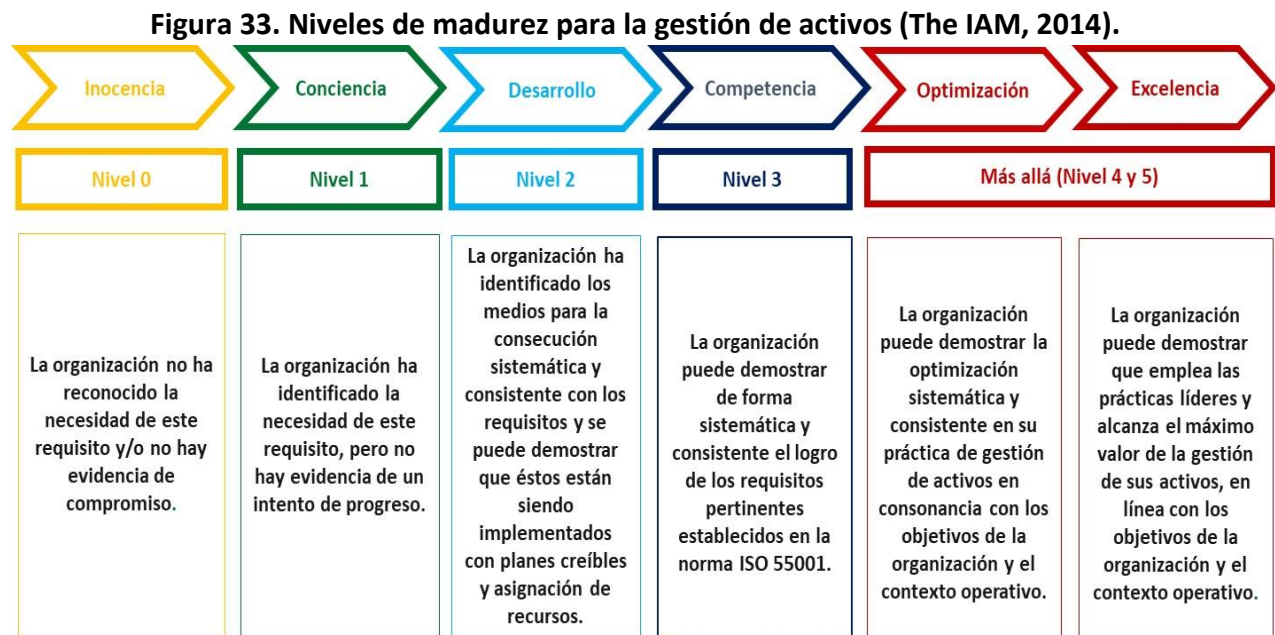 Figura 33. Niveles de madurez para la gestión de activos (The IAM, 2014).
Inocencia
Conciencia
Desarrollo
Competencia
Optimización
Excelencia
Nivel 0
Nivel 1
Nivel 2
Nivel 3
Más allá (Nivel 4 y 5)
La organización no ha
reconocido la
necesidad de este
requisito y/o no hay
evidencia de
compromiso.
La organización ha
identificado la
necesidad de este
requisito, pero no
hay evidencia de un
intento de progreso.
La organización ha
identificado los
medios para la
consecución
sistemática y
consistente con los
requisitos y se
puede demostrar
que éstos están
siendo
implementados
con planes creíbles
y asignación de
recursos.
La organización
puede demostrar
de forma
sistemática y
consistente el logro
de los requisitos
pertinentes
establecidos en la
norma ISO 55001.
La organización
puede demostrar la
optimización
sistemática y
consistente en su
práctica de gestión
de activos en
consonancia con los
objetivos de la
organización y el
contexto operativo.
La organización
puede demostrar
que emplea las
prácticas líderes y
alcanza el máximo
valor de la gestión
de sus activos, en
línea con los
objetivos de la
organización y el
contexto operativo.